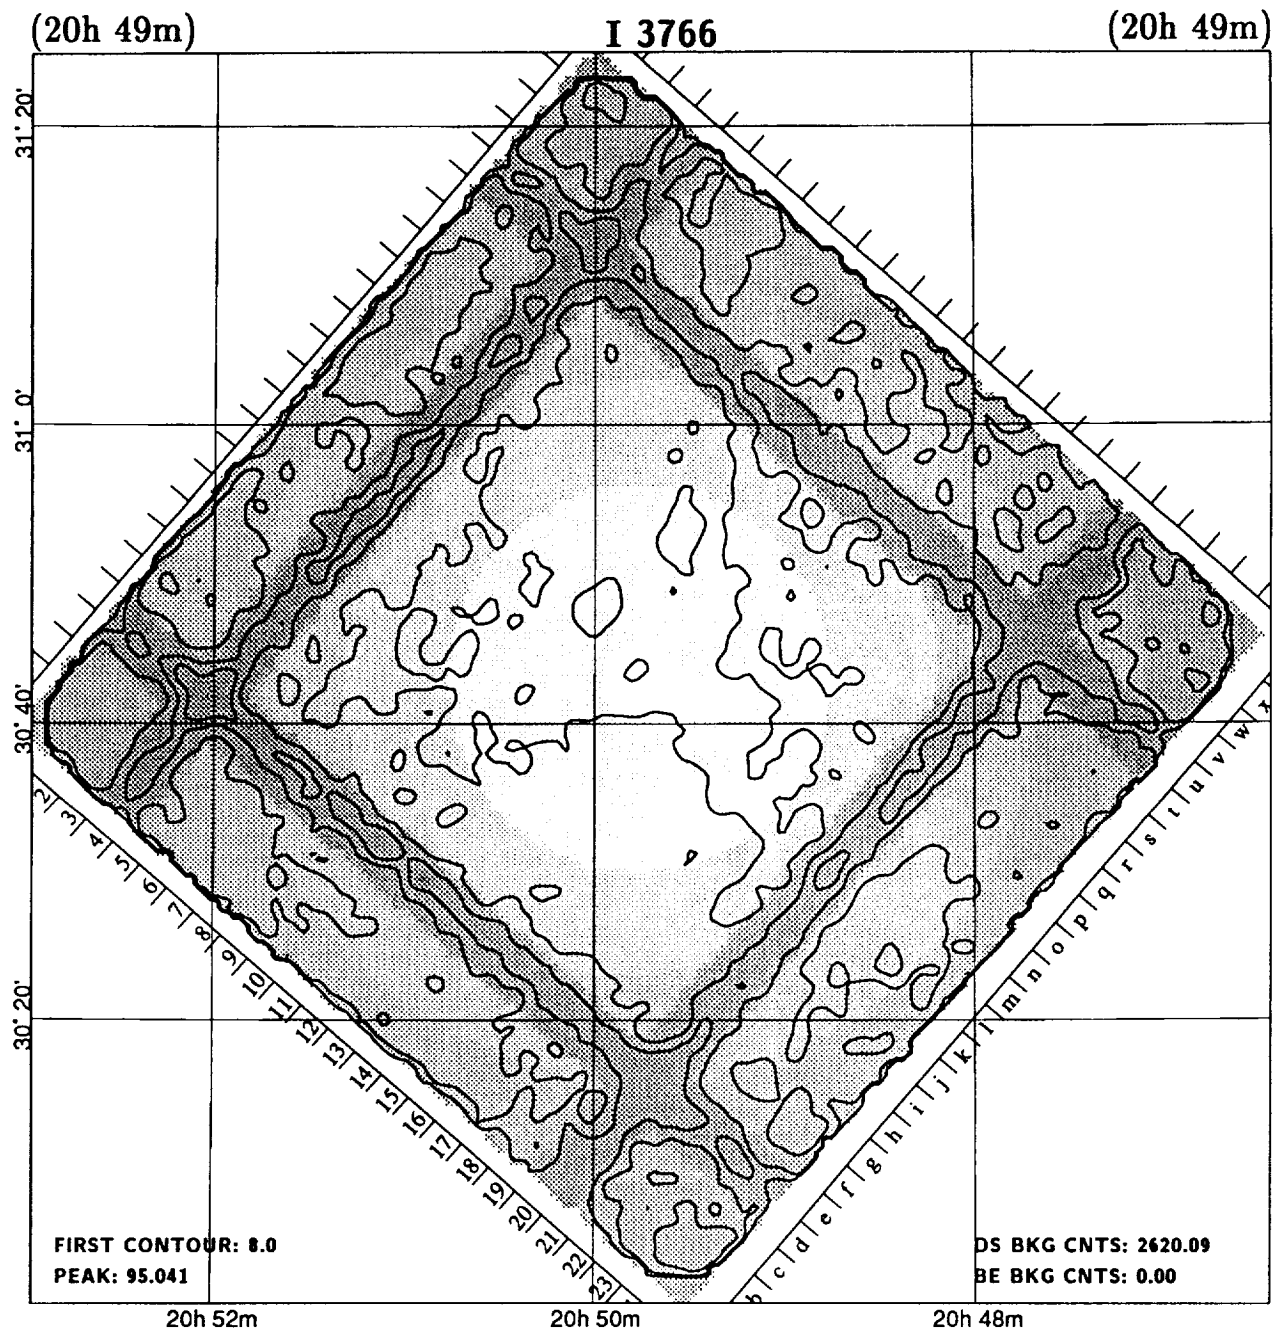 (20h 49m)
I 3766
(20h 49m)
31° 20'
31° 0'
30° 40'
30° 20'
2
3
4
5
6
7
8
9
10
11
12
13
14
15
16
17
18
19
20
21
22
23
b
c
d
e
f
g
h
i
j
k
l
m
n
o
p
q
r
s
t
u
v
w
x
FIRST CONTOUR: 8.0
PEAK: 95.041
DS BKG CNTS: 2620.09
BE BKG CNTS: 0.00
20h 52m
20h 50m
20h 48m